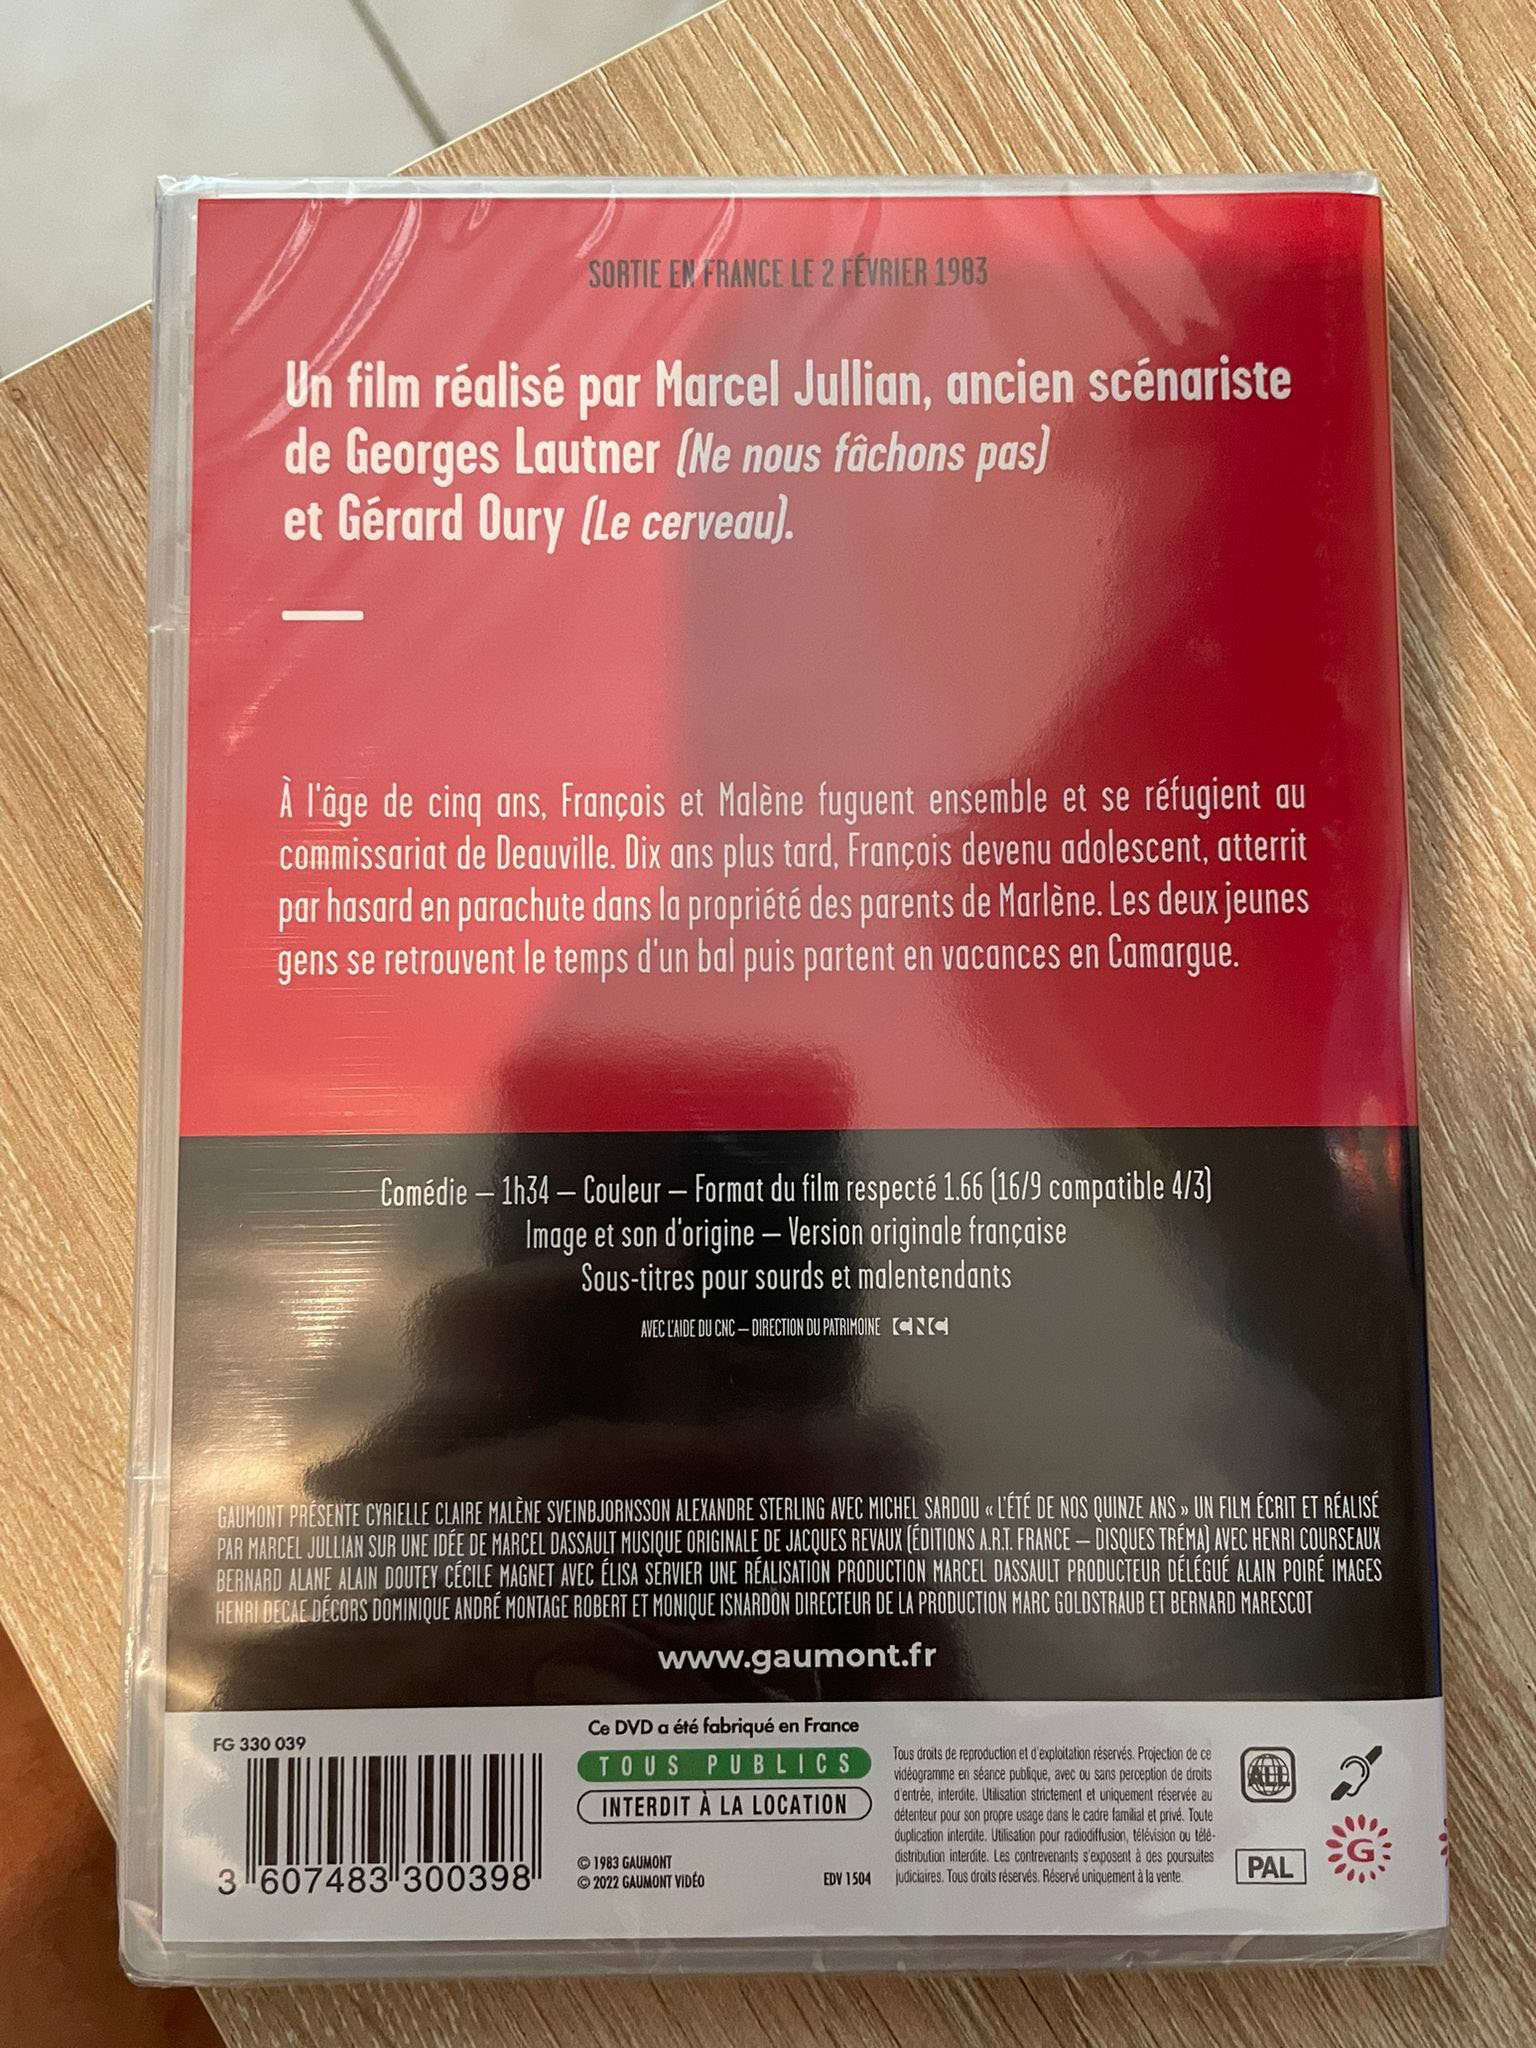 SORTIE EN FRANCE LE 2 FÉVRIER 1983
Un film réalisé par Marcel Jullian, ancien scénariste
de Georges Lautner (Ne nous fâchons pas)
et Gérard Oury (Le cerveau).
À l'âge de cinq ans, François et Malène fuguent ensemble et se réfugient au
commissariat de Deauville. Dix ans plus tard, François devenu adolescent, atterrit
par hasard en parachute dans la propriété des parents de Marlène. Les deux jeunes
gens se retrouvent le temps d'un bal puis partent en vacances en Camargue.
Comédie – 1h34 – Couleur – Format du film respecté 1.66 (16/9 compatible 4/3)
Image et son d'origine – Version originale française
Sous-titres pour sourds et malentendants
AVEC L'AIDE DU CNC – DIRECTION DU PATRIMOINE CNC
GAUMONT PRÉSENTE CYRIELLE CLAIRE MALÈNE SVEINBJORNSSON ALEXANDRE STERLING AVEC MICHEL SARDOU « L'ÉTÉ DE NOS QUINZE ANS » UN FILM ÉCRIT ET RÉALISÉ
PAR MARCEL JULLIAN SUR UNE IDÉE DE MARCEL DASSAULT MUSIQUE ORIGINALE DE JACQUES REVAUX (ÉDITIONS A.R.T. FRANCE – DISQUES TRÉMA) AVEC HENRI COURSEAUX
BERNARD ALANE ALAIN DOUTEY CÉCILE MAGNET AVEC ÉLISA SERVIER UNE RÉALISATION PRODUCTION MARCEL DASSAULT PRODUCTEUR DÉLÉGUÉ ALAIN POIRÉ IMAGES
HENRI DECAE DÉCORS DOMINIQUE ANDRÉ MONTAGE ROBERT ET MONIQUE ISNARDON DIRECTEUR DE LA PRODUCTION MARC GOLDSTRAUB ET BERNARD MARESCOT
www.gaumont.fr
FG 330 039
3 607483 300398
Ce DVD a été fabriqué en France
TOUS PUBLICS
INTERDIT À LA LOCATION
© 1983 GAUMONT
© 2022 GAUMONT VIDÉO
EDV 1504
Tous droits de reproduction et d'exploitation réservés. Projection de ce
vidéogramme en séance publique, avec ou sans perception de droits
d'entrée, interdite. Utilisation strictement et uniquement réservée au
détenteur pour son propre usage dans le cadre familial et privé. Toute
duplication interdite. Utilisation pour radiodiffusion, télévision ou télé-
distribution interdite. Les contrevenants s'exposent à des poursuites
judiciaires. Tous droits réservés. Réservé uniquement à la vente.
ALL
PAL
G